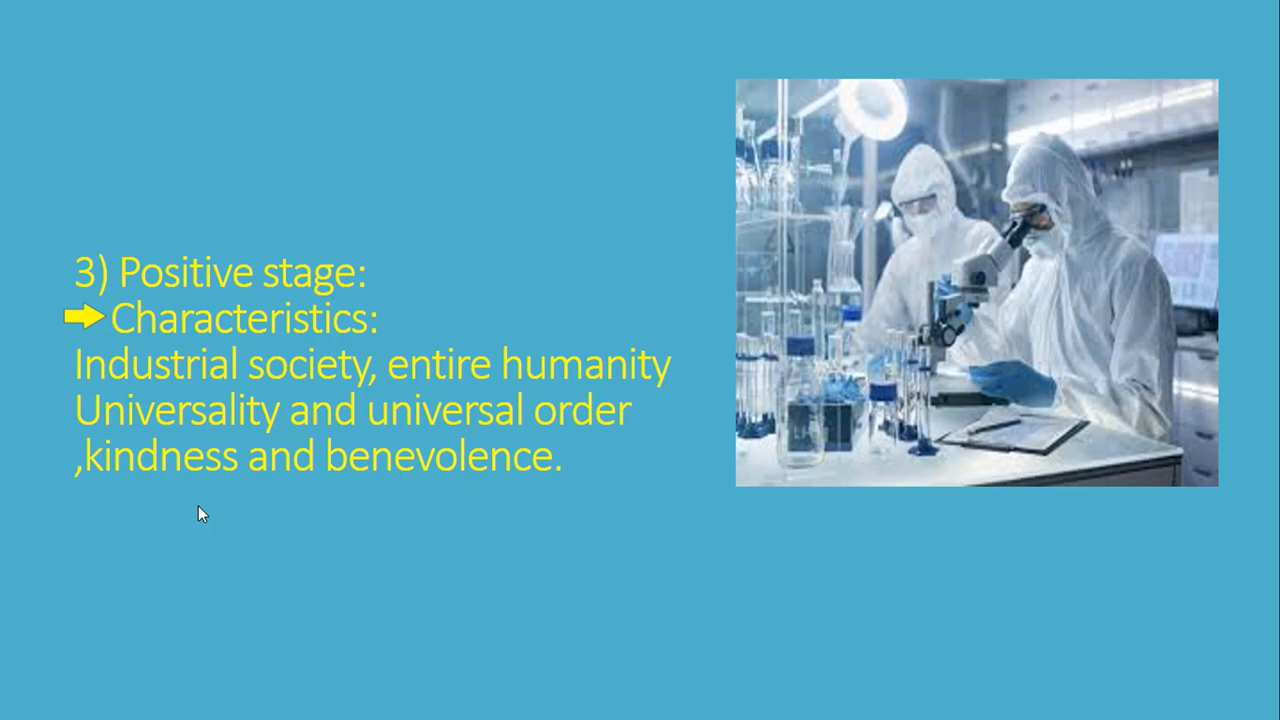 3) Positive stage:
Characteristics:
Industrial society, entire humanity
Universality and universal order
,kindness and benevolence.